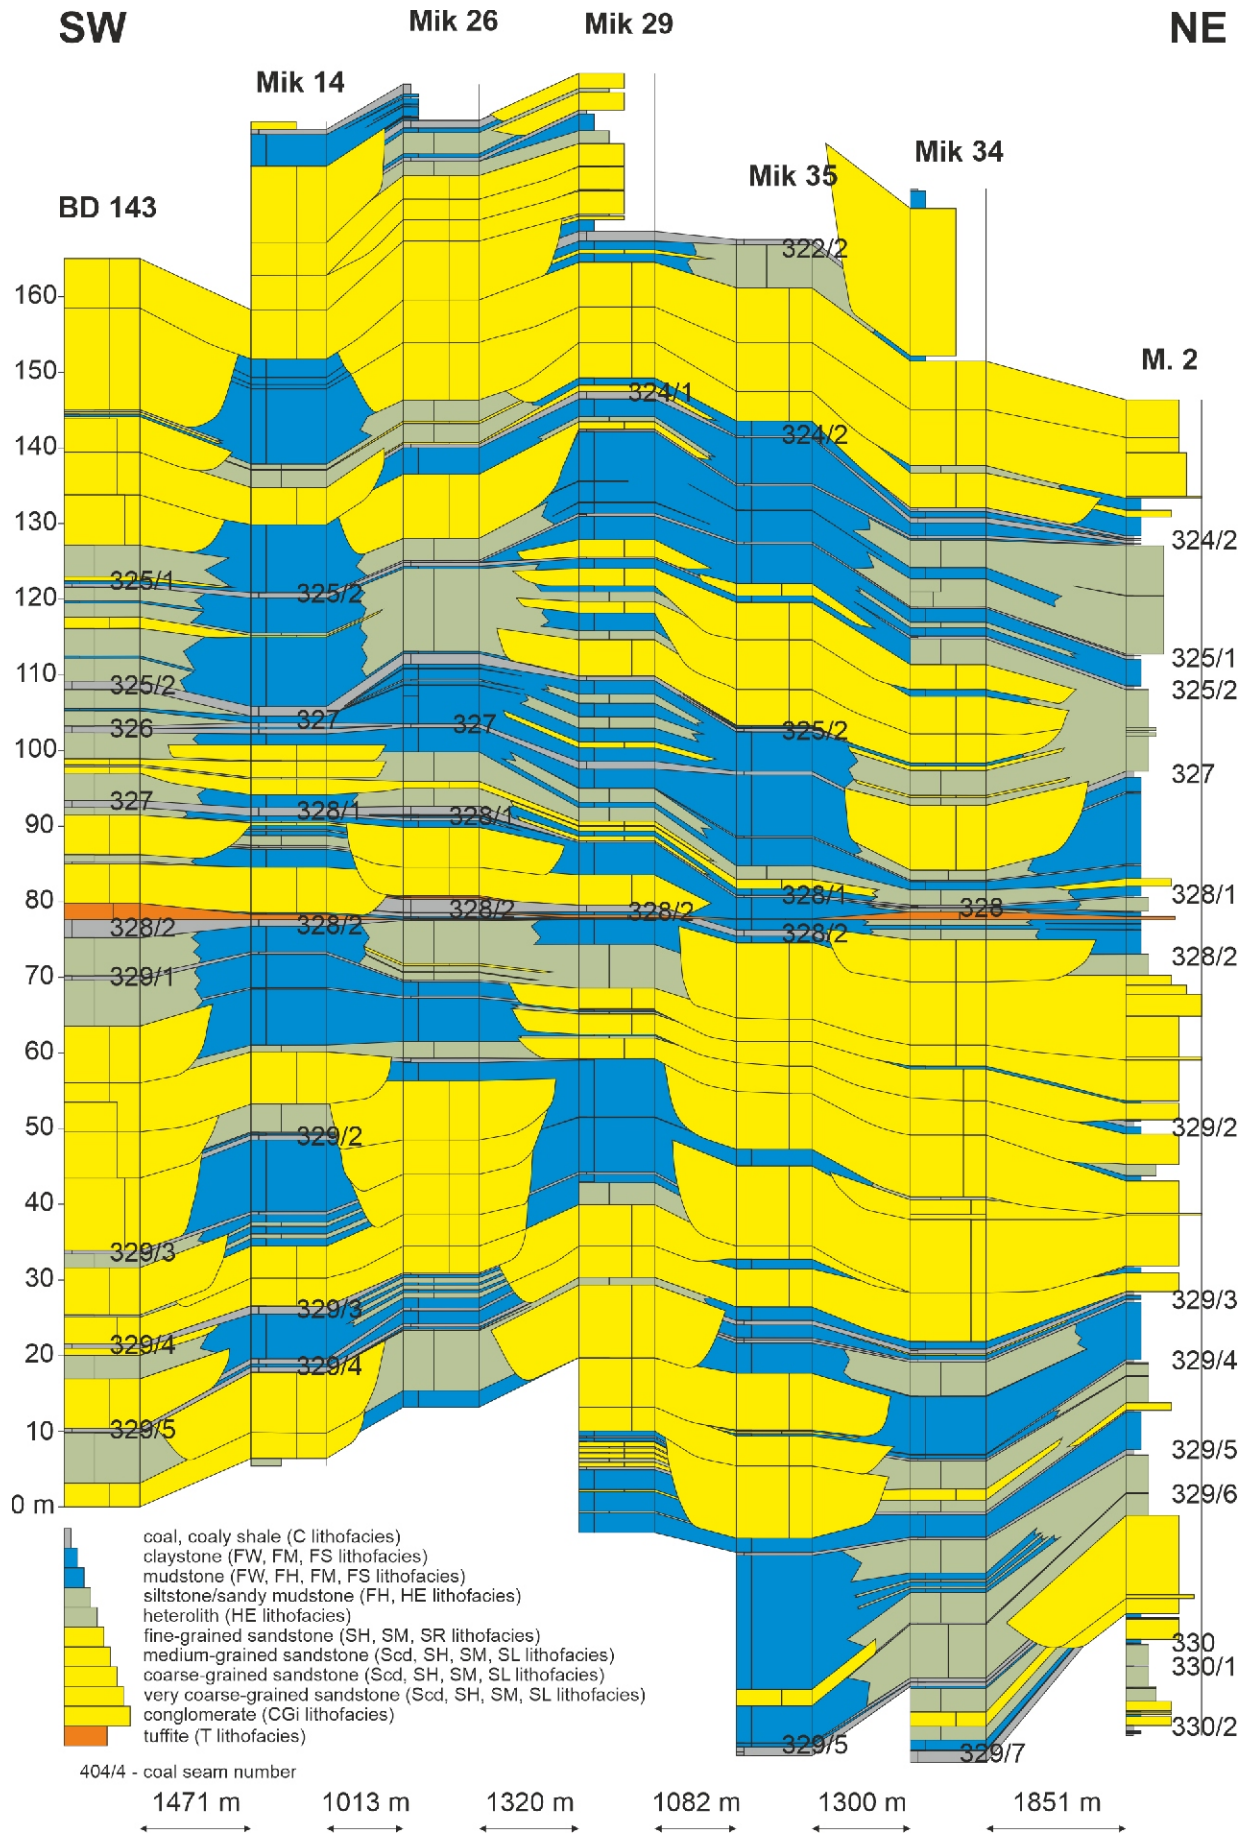 SW
Mik 26
Mik 29
NE
Mik 14
Mik 34
Mik 35
BD 143
M. 2
322/2
160
150
324/1
324/2
140
130
324/2
325/1
325/2
120
325/1
110
325/2
325/2
327
327
325/2
326
100
327
327
328/1
328/1
90
328/1
328/1
80
328/2
328/2
328
328/2
328/2
328/2
328/2
70
329/1
60
50
329/2
329/2
40
329/3
30
329/3
329/3
329/4
20
329/4
329/4
10
329/5
329/5
329/6
0 m
coal, coaly shale (C lithofacies)
claystone (FW, FM, FS lithofacies)
mudstone (FW, FH, FM, FS lithofacies)
siltstone/sandy mudstone (FH, HE lithofacies)
heterolith (HE lithofacies)
fine-grained sandstone (SH, SM, SR lithofacies)
medium-grained sandstone (Scd, SH, SM, SL lithofacies)
coarse-grained sandstone (Scd, SH, SM, SL lithofacies)
very coarse-grained sandstone (Scd, SH, SM, SL lithofacies)
conglomerate (CGi lithofacies)
tuffite (T lithofacies)
330
330/1
330/2
329/5
329/7
404/4 - coal seam number
1471 m
1013 m
1320 m
1082 m
1300 m
1851 m